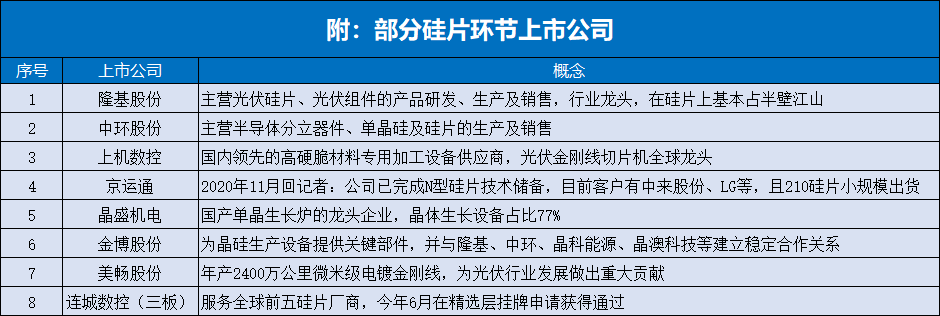 附：部分硅片环节上市公司
序号 上市公司 概念
1 隆基股份 主营光伏硅片、光伏组件的产品研发、生产及销售，行业龙头，在硅片上基本占半壁江山
2 中环股份 主营半导体分立器件、单晶硅及硅片的生产及销售
3 上机数控 国内领先的高硬脆材料专用加工设备供应商，光伏金刚线切片机全球龙头
4 京运通 2020年11月回记者：公司已完成N型硅片技术储备，目前客户有中来股份、LG等，且210硅片小规模出货
5 晶盛机电 国产单晶生长炉的龙头企业，晶体生长设备占比77%
6 金博股份 为晶硅生产设备提供关键部件，并与隆基、中环、晶科能源、晶澳科技等建立稳定合作关系
7 美畅股份 年产2400万公里微米级电镀金刚线，为光伏行业发展做出重大贡献
8 连城数控（三板） 服务全球前五硅片厂商，今年6月在精选层挂牌申请获得通过